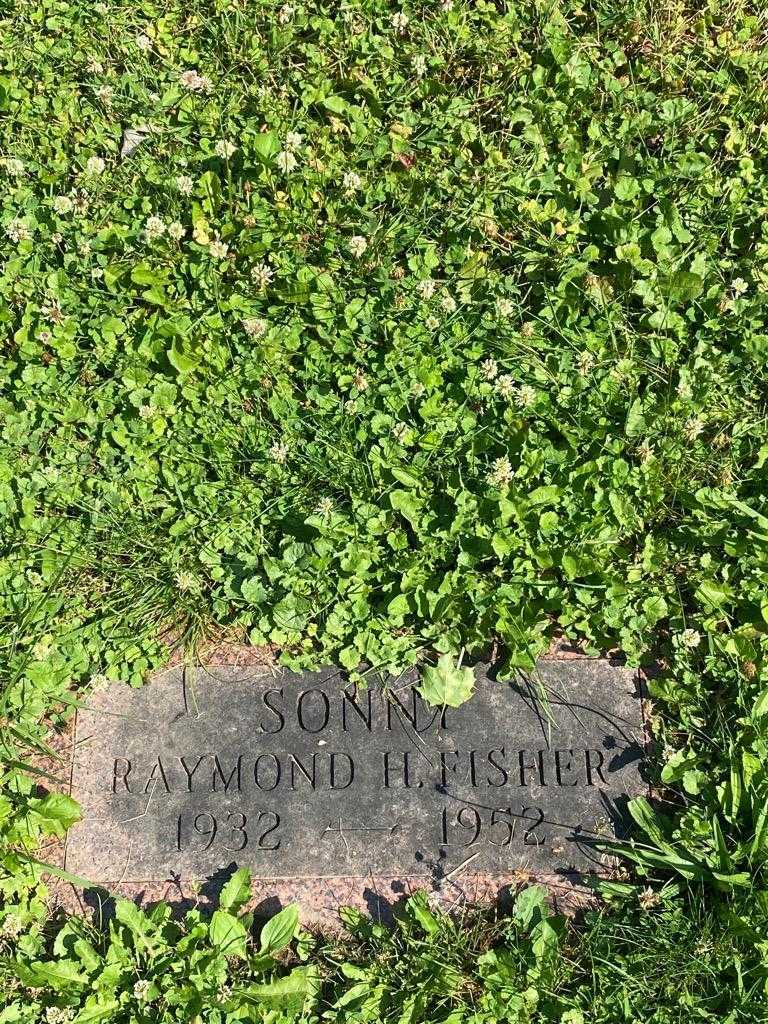 SONNY
RAYMOND H. FISHER
1932 — 1952